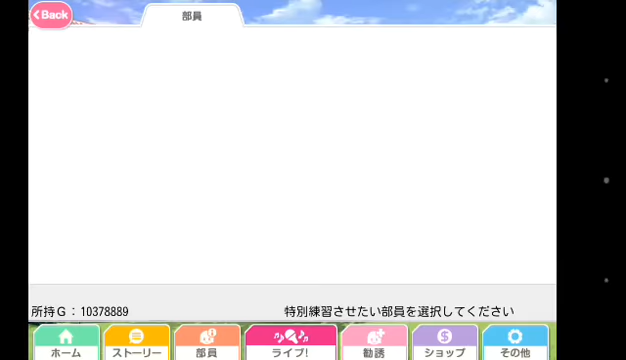 Back
部員
所持G：10378889
特別練習させたい部員を選択してください
ホーム
ストーリー
部員
ライブ!
勧誘
ショップ
その他